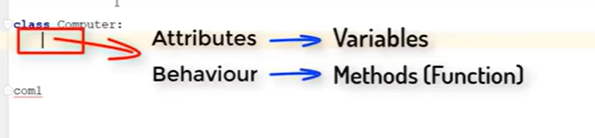 class Computer:
Attributes Variables
Behaviour Methods (Function)
com1